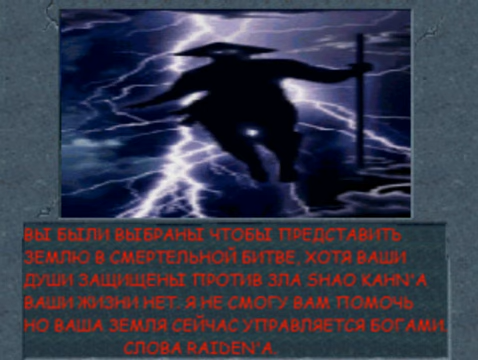 ВЫ БЫЛИ ВЫБРАНЫ ЧТОБЫ ПРЕДСТАВИТЬ
ЗЕМЛЮ В СМЕРТЕЛЬНОЙ БИТВЕ, ХОТЯ ВАШИ
ДУШИ ЗАЩИЩЕНЫ ПРОТИВ ЗЛА SHAO KAHN'А
ВАШИ ЖИЗНИ НЕТ. Я НЕ СМОГУ ВАМ ПОМОЧЬ
НО ВАША ЗЕМЛЯ СЕЙЧАС УПРАВЛЯЕТСЯ БОГАМИ
СЛОВА RAIDEN'А.